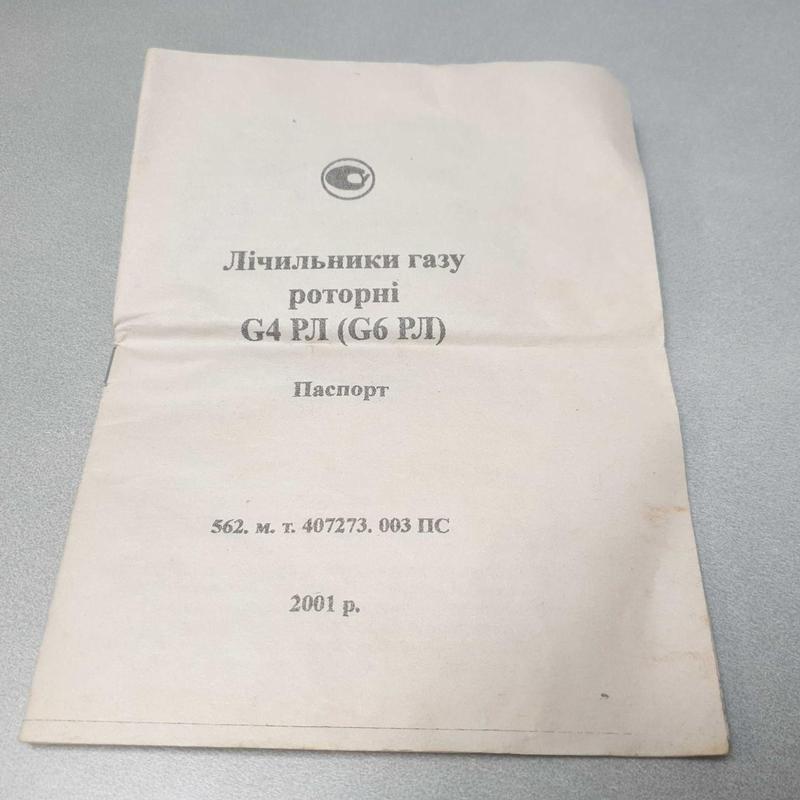 Лічильники газу
роторні
G4 РЛ (G6 РЛ)
Паспорт
562. м. т. 407273. 003 ПС
2001 р.